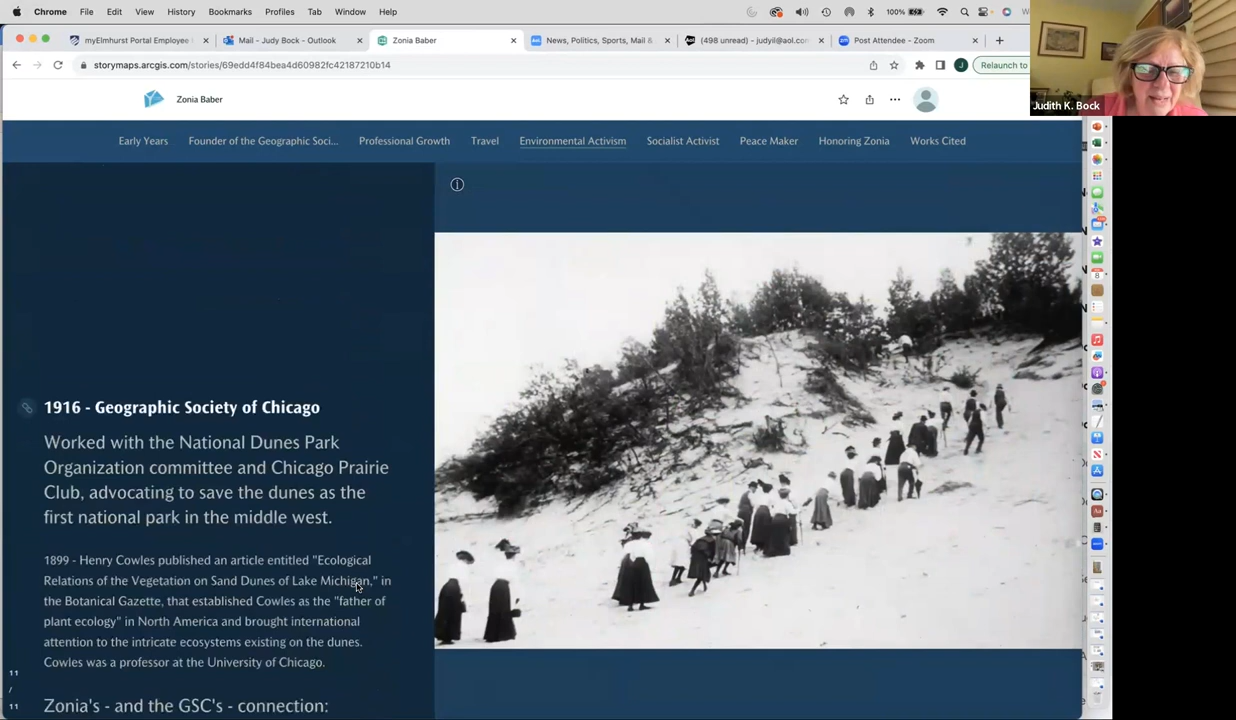 Chrome File Edit View History Bookmarks Profiles Tab Window Help 100%
myElmhurst Portal Employee Mail - Judy Bock - Outlook Zonia Baber News, Politics, Sports, Mail & (498 unread) - judyil@aol.com Post Attendee - Zoom
storymaps.arcgis.com/stories/69edd4f84bea4d60982fc42187210b14 J Relaunch to
Judith K. Bock
Zonia Baber
Early Years Founder of the Geographic Soci... Professional Growth Travel Environmental Activism Socialist Activist Peace Maker Honoring Zonia Works Cited
1916 - Geographic Society of Chicago
Worked with the National Dunes Park
Organization committee and Chicago Prairie
Club, advocating to save the dunes as the
first national park in the middle west.
1899 - Henry Cowles published an article entitled "Ecological
Relations of the Vegetation on Sand Dunes of Lake Michigan," in
the Botanical Gazette, that established Cowles as the "father of
plant ecology" in North America and brought international
attention to the intricate ecosystems existing on the dunes.
Cowles was a professor at the University of Chicago.
11
/
11
Zonia's - and the GSC's - connection: